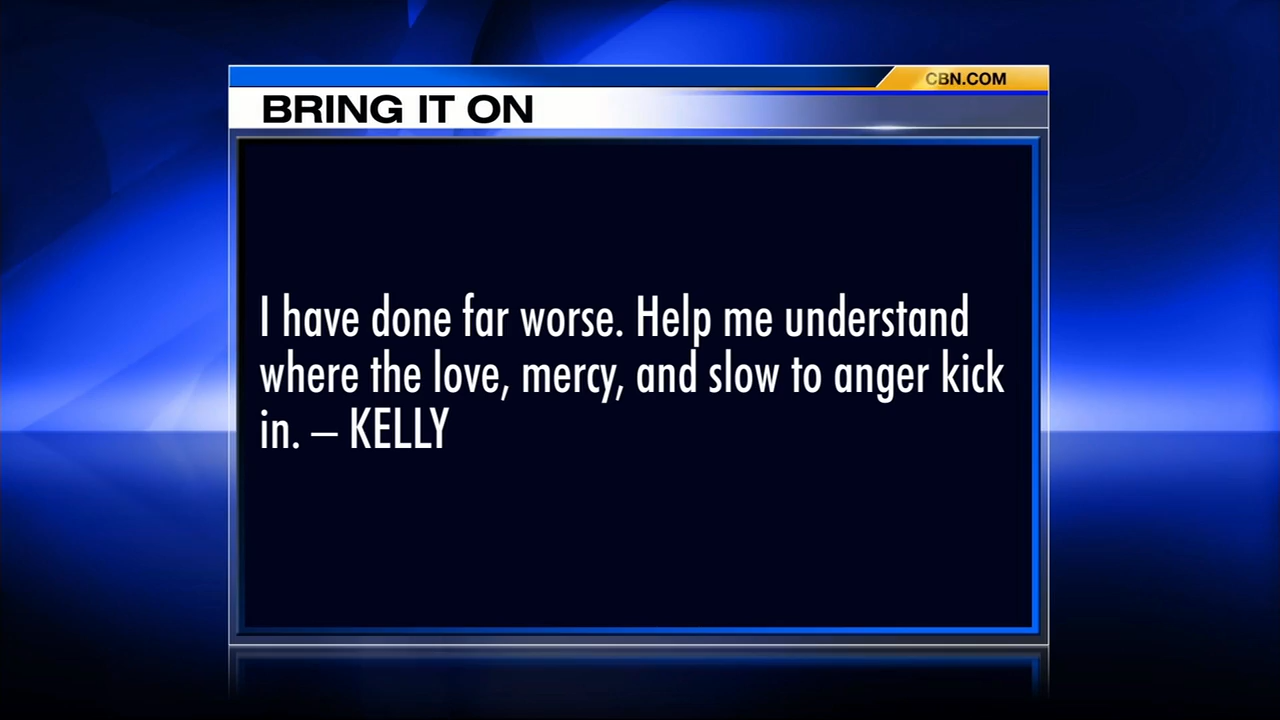 CBN.COM
BRING IT ON
I have done far worse. Help me understand
where the love, mercy, and slow to anger kick
in. – KELLY